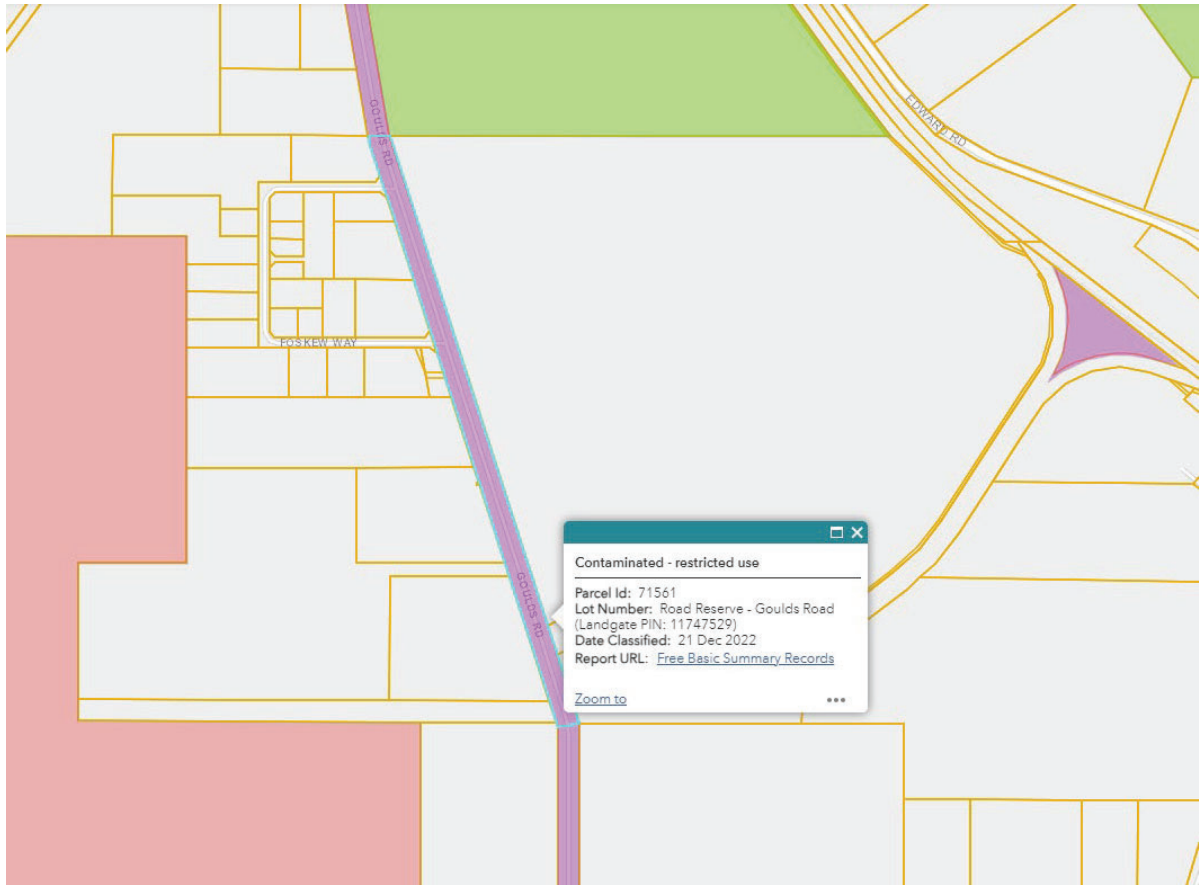 GOULDS RD
EDWARD RD
FOSKEW WAY
GOULDS RD
Contaminated - restricted use
Parcel Id: 71561
Lot Number: Road Reserve - Goulds Road
(Landgate PIN: 11747529)
Date Classified: 21 Dec 2022
Report URL: Free Basic Summary Records
Zoom to